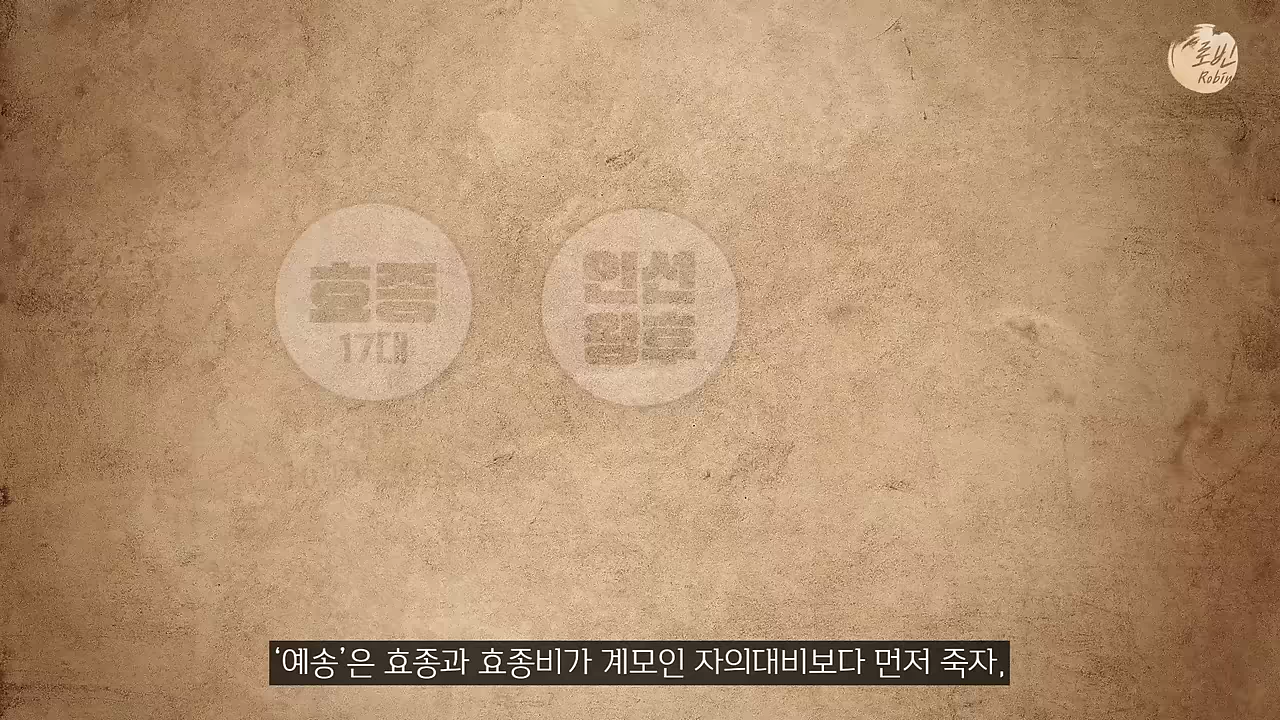 로빈
Robin
효종
17대
인선
왕후
‘예송’은 효종과 효종비가 계모인 자의대비보다 먼저 죽자,